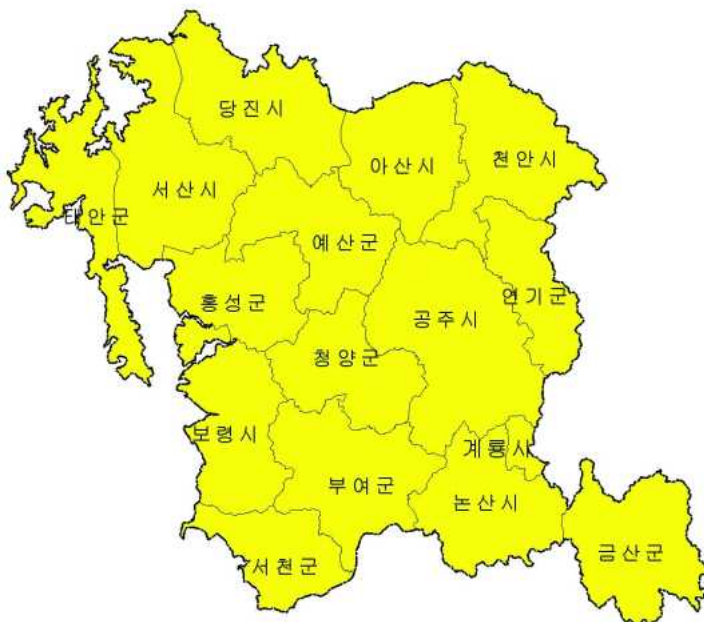 당진시
아산시
천안시
서산시
태안군
예산군
연기군
홍성군
공주시
청양군
보령시
계룡시
부여군
논산시
서천군
금산군